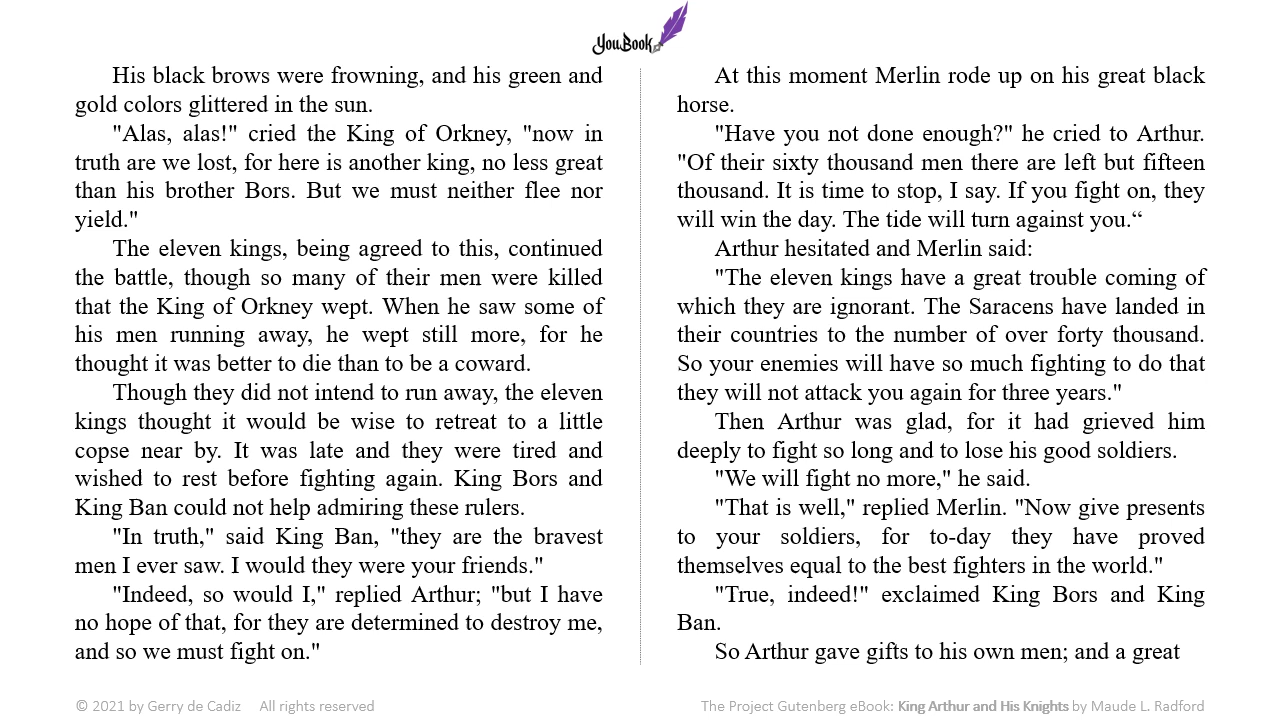 YouBook
His black brows were frowning, and his green and
gold colors glittered in the sun.
"Alas, alas!" cried the King of Orkney, "now in
truth are we lost, for here is another king, no less great
than his brother Bors. But we must neither flee nor
yield."
The eleven kings, being agreed to this, continued
the battle, though so many of their men were killed
that the King of Orkney wept. When he saw some of
his men running away, he wept still more, for he
thought it was better to die than to be a coward.
Though they did not intend to run away, the eleven
kings thought it would be wise to retreat to a little
copse near by. It was late and they were tired and
wished to rest before fighting again. King Bors and
King Ban could not help admiring these rulers.
"In truth," said King Ban, "they are the bravest
men I ever saw. I would they were your friends."
"Indeed, so would I," replied Arthur; "but I have
no hope of that, for they are determined to destroy me,
and so we must fight on."
At this moment Merlin rode up on his great black
horse.
"Have you not done enough?" he cried to Arthur.
"Of their sixty thousand men there are left but fifteen
thousand. It is time to stop, I say. If you fight on, they
will win the day. The tide will turn against you.“
Arthur hesitated and Merlin said:
"The eleven kings have a great trouble coming of
which they are ignorant. The Saracens have landed in
their countries to the number of over forty thousand.
So your enemies will have so much fighting to do that
they will not attack you again for three years."
Then Arthur was glad, for it had grieved him
deeply to fight so long and to lose his good soldiers.
"We will fight no more," he said.
"That is well," replied Merlin. "Now give presents
to your soldiers, for to-day they have proved
themselves equal to the best fighters in the world."
"True, indeed!" exclaimed King Bors and King
Ban.
So Arthur gave gifts to his own men; and a great
© 2021 by Gerry de Cadiz All rights reserved
The Project Gutenberg eBook: King Arthur and His Knights by Maude L. Radford